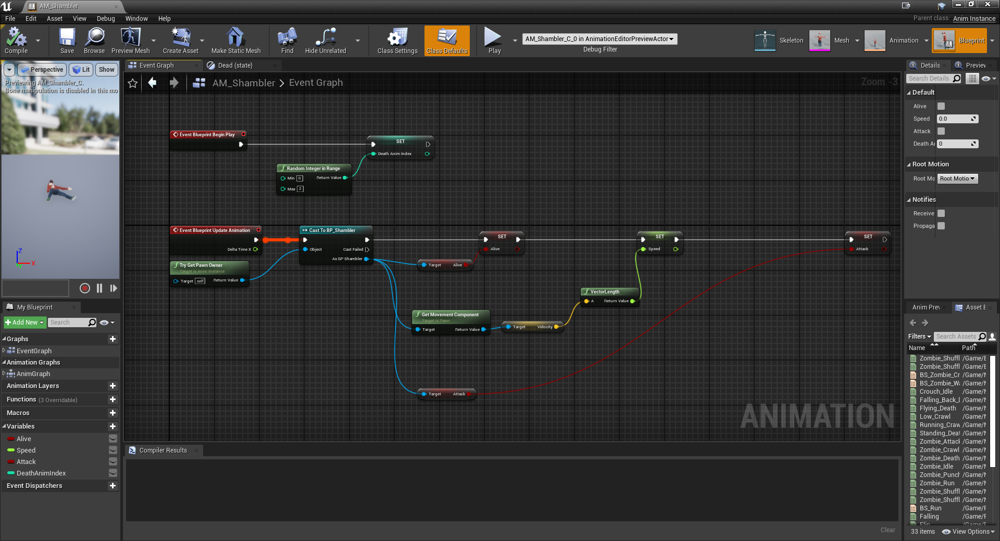 AM_Shambler
File Edit Asset View Debug Window Help
Parent class: Anim Instance
Compile
Save
Browse
Preview Mesh
Create Asset
Make Static Mesh
Find
Hide Unrelated
Class Settings
Class Defaults
Play
AM_Shambler_C_0 in AnimationEditorPreviewActor
Debug Filter
Skeleton
Mesh
Animation
Blueprint
Perspective
Lit
Show
Previewing AM_Shambler_C.
Bone manipulation is disabled in this mo
Z
X
Y
My Blueprint
Add New
Search
Graphs
EventGraph
Animation Graphs
AnimGraph
Animation Layers
Functions (3 Overridable)
Macros
Variables
Alive
Speed
Attack
DeathAnimIndex
Event Dispatchers
Event Graph
Dead (state)
AM_Shambler > Event Graph
Zoom -3
Event Blueprint Begin Play
SET
Death Anim Index
Random Integer in Range
Min 0 Return Value
Max 2
Event Blueprint Update Animation
Delta Time X
Cast To BP_Shambler
Object Cast Failed
As BP Shambler
Try Get Pawn Owner
Target is Anim Instance
Target self Return Value
SET
Alive
Target Alive
SET
Speed
SET
Attack
VectorLength
A Return Value
Get Movement Component
Target is Pawn
Target Return Value
Target Velocity
Target Attack
ANIMATION
Compiler Results
Clear
Details
Preview
Search Details
Default
Alive
Speed 0.0
Attack
Death A 0
Root Motion
Root Mo Root Motio
Notifies
Receive
Propaga
Anim Prev
Asset E
Filters Search Assets
Name Path
Zombie_Shuffl /Game/E
Zombie_Shuffl /Game/E
BS_Zombie_Cr /Game/M
BS_Zombie_Wa /Game/M
Crouch_Idle /Game/M
Falling_Back_D /Game/M
Flying_Death /Game/M
Low_Crawl /Game/M
Running_Craw /Game/M
Standing_Deat /Game/M
Zombie_Attack /Game/M
Zombie_Crawl /Game/M
Zombie_Death /Game/M
Zombie_Idle /Game/M
Zombie_Punch /Game/M
Zombie_Run /Game/M
Zombie_Shuffl /Game/M
Zombie_Shuffl /Game/M
BS_Run /Game/F
Falling /Game/F
33 items View Options